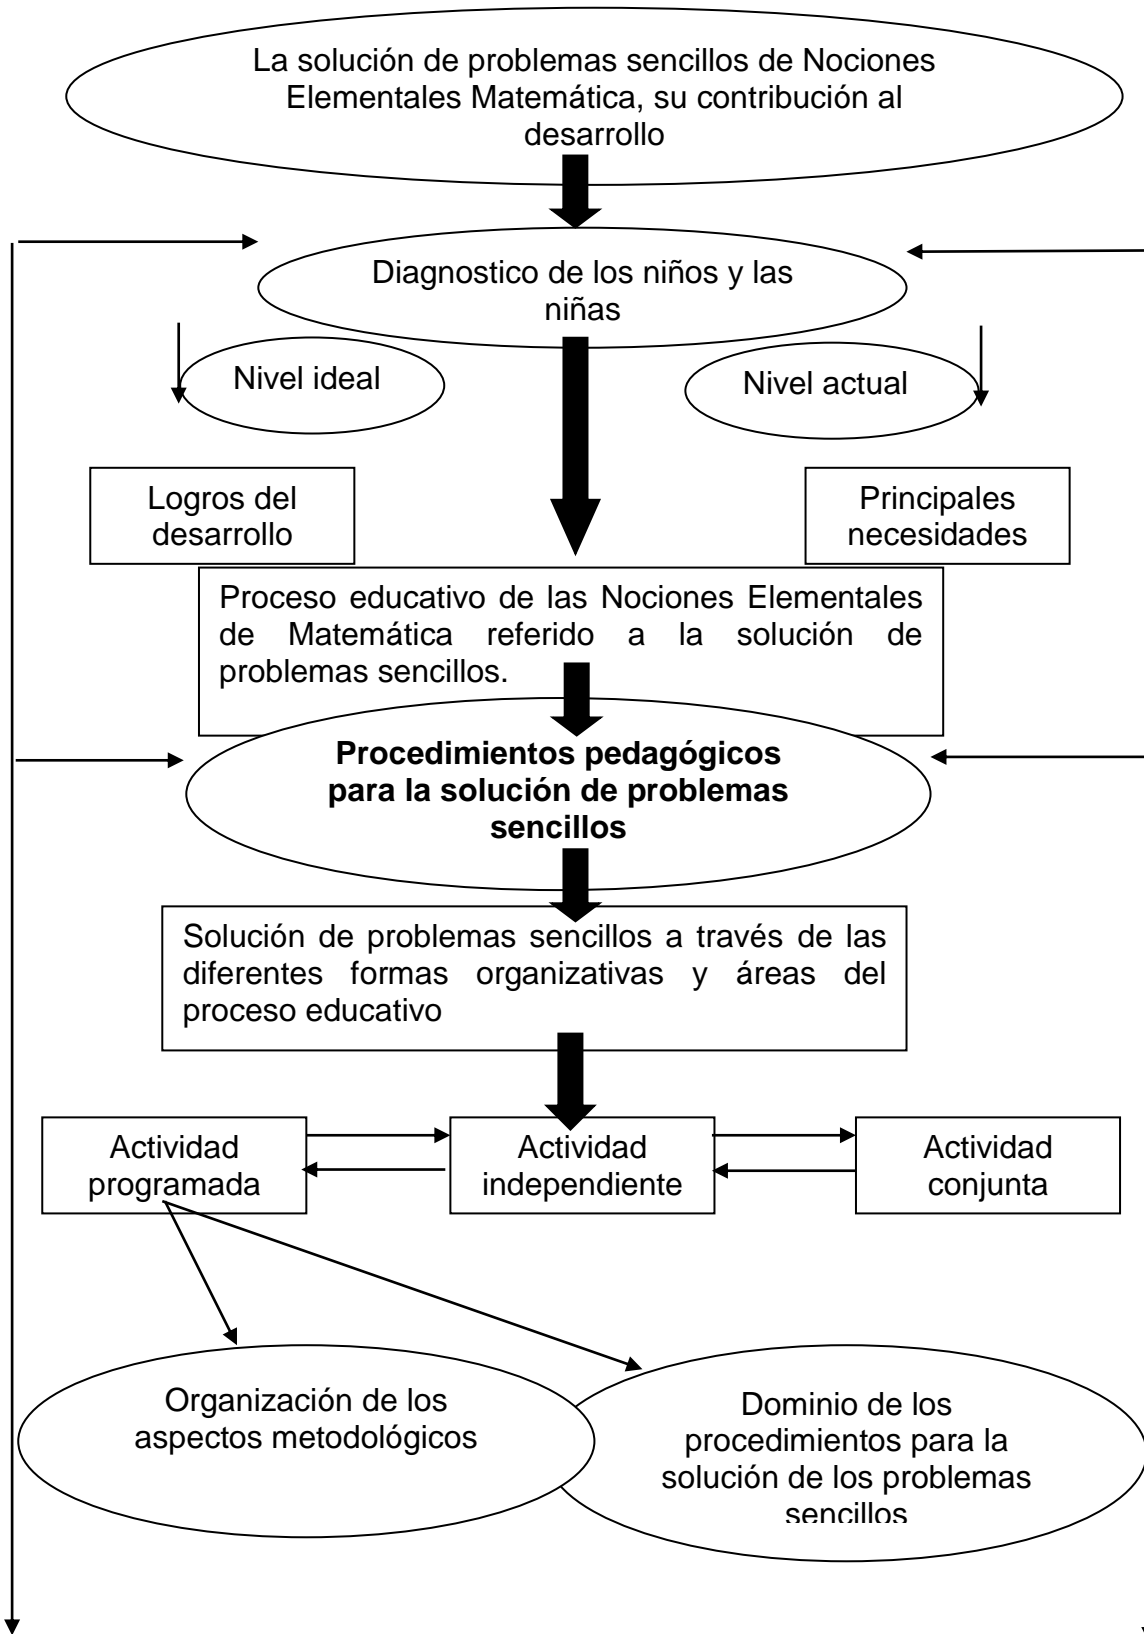 La solución de problemas sencillos de Nociones
Elementales Matemática, su contribución al
desarrollo
Diagnostico de los niños y las
niñas
Nivel ideal
Nivel actual
Logros del
desarrollo
Principales
necesidades
Proceso educativo de las Nociones Elementales
de Matemática referido a la solución de
problemas sencillos.
Procedimientos pedagógicos
para la solución de problemas
sencillos
Solución de problemas sencillos a través de las
diferentes formas organizativas y áreas del
proceso educativo
Actividad
programada
Actividad
independiente
Actividad
conjunta
Organización de los
aspectos metodológicos
Dominio de los
procedimientos para la
solución de los problemas
sencillos